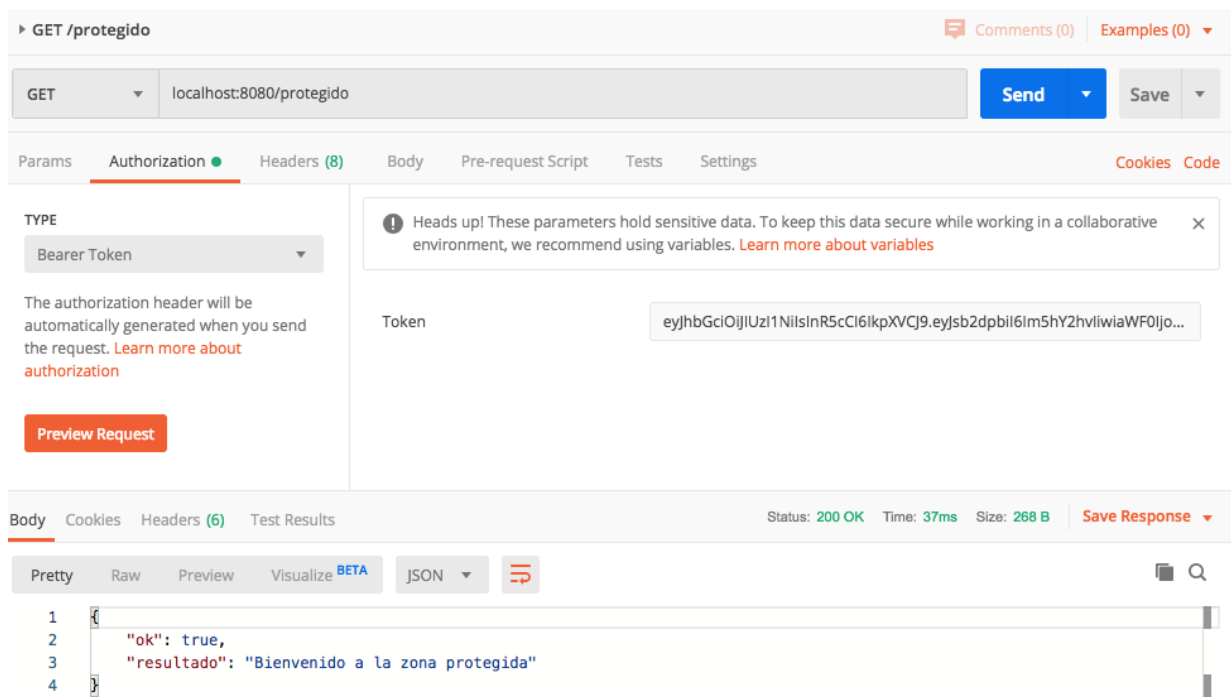 GET /protegido
Comments (0) Examples (0)
GET localhost:8080/protegido Send Save
Params Authorization Headers (8) Body Pre-request Script Tests Settings Cookies Code
TYPE
Bearer Token
Heads up! These parameters hold sensitive data. To keep this data secure while working in a collaborative
environment, we recommend using variables. Learn more about variables
The authorization header will be
automatically generated when you send
the request. Learn more about
authorization
Token eyJhbGciOiJIUzI1NiIsInR5cCI6IkpXVCJ9.eyJsb2dpbiI6Im5hY2hvIiwiaWF0Ijo...
Preview Request
Body Cookies Headers (6) Test Results Status: 200 OK Time: 37ms Size: 268 B Save Response
Pretty Raw Preview Visualize BETA JSON
1 {
2 "ok": true,
3 "resultado": "Bienvenido a la zona protegida"
4 }